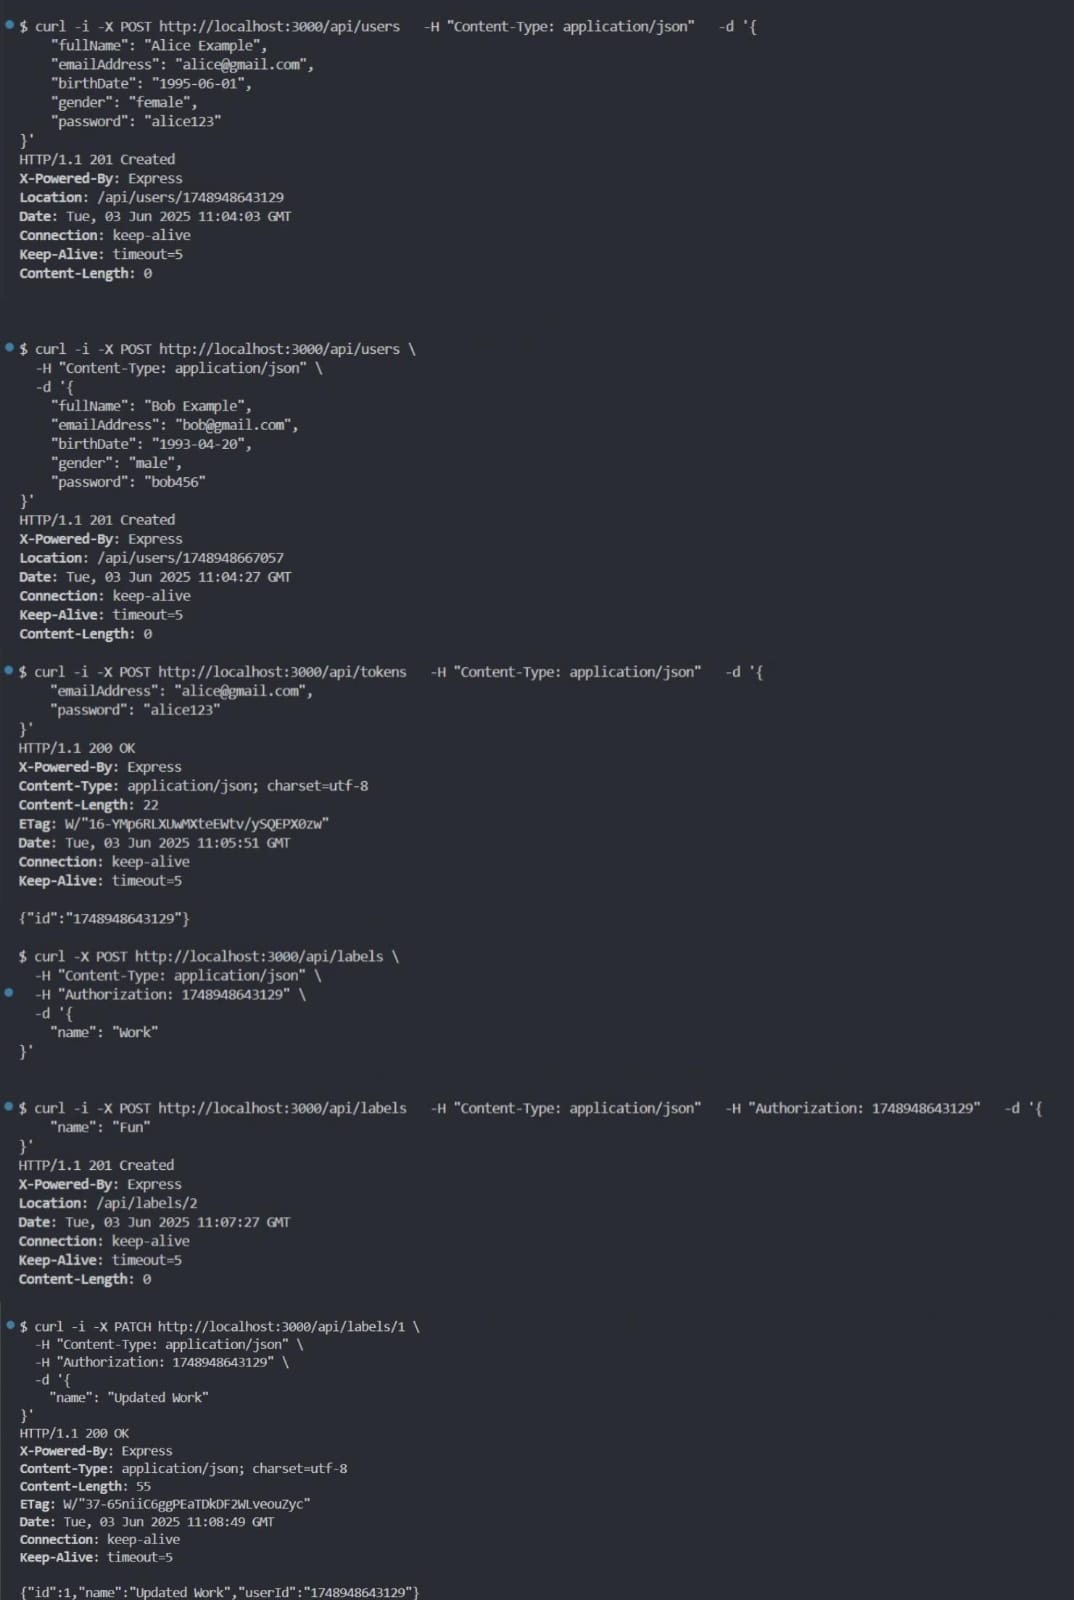 $ curl -i -X POST http://localhost:3000/api/users   -H "Content-Type: application/json"   -d '{
    "fullName": "Alice Example",
    "emailAddress": "alice@gmail.com",
    "birthDate": "1995-06-01",
    "gender": "female",
    "password": "alice123"
}'
HTTP/1.1 201 Created
X-Powered-By: Express
Location: /api/users/1748948643129
Date: Tue, 03 Jun 2025 11:04:03 GMT
Connection: keep-alive
Keep-Alive: timeout=5
Content-Length: 0
$ curl -i -X POST http://localhost:3000/api/users \
  -H "Content-Type: application/json" \
  -d '{
    "fullName": "Bob Example",
    "emailAddress": "bob@gmail.com",
    "birthDate": "1993-04-20",
    "gender": "male",
    "password": "bob456"
}'
HTTP/1.1 201 Created
X-Powered-By: Express
Location: /api/users/1748948667057
Date: Tue, 03 Jun 2025 11:04:27 GMT
Connection: keep-alive
Keep-Alive: timeout=5
Content-Length: 0
$ curl -i -X POST http://localhost:3000/api/tokens   -H "Content-Type: application/json"   -d '{
    "emailAddress": "alice@gmail.com",
    "password": "alice123"
}'
HTTP/1.1 200 OK
X-Powered-By: Express
Content-Type: application/json; charset=utf-8
Content-Length: 22
ETag: W/"16-YMp6RLXUwMXteEWtv/ySQEPX0zw"
Date: Tue, 03 Jun 2025 11:05:51 GMT
Connection: keep-alive
Keep-Alive: timeout=5
{"id":"1748948643129"}
$ curl -X POST http://localhost:3000/api/labels \
  -H "Content-Type: application/json" \
  -H "Authorization: 1748948643129" \
  -d '{
    "name": "Work"
}'
$ curl -i -X POST http://localhost:3000/api/labels   -H "Content-Type: application/json"   -H "Authorization: 1748948643129"   -d '{
    "name": "Fun"
}'
HTTP/1.1 201 Created
X-Powered-By: Express
Location: /api/labels/2
Date: Tue, 03 Jun 2025 11:07:27 GMT
Connection: keep-alive
Keep-Alive: timeout=5
Content-Length: 0
$ curl -i -X PATCH http://localhost:3000/api/labels/1 \
  -H "Content-Type: application/json" \
  -H "Authorization: 1748948643129" \
  -d '{
    "name": "Updated Work"
}'
HTTP/1.1 200 OK
X-Powered-By: Express
Content-Type: application/json; charset=utf-8
Content-Length: 55
ETag: W/"37-65niiC6ggPEaTDkDF2WLveouZyc"
Date: Tue, 03 Jun 2025 11:08:49 GMT
Connection: keep-alive
Keep-Alive: timeout=5
{"id":1,"name":"Updated Work","userId":"1748948643129"}